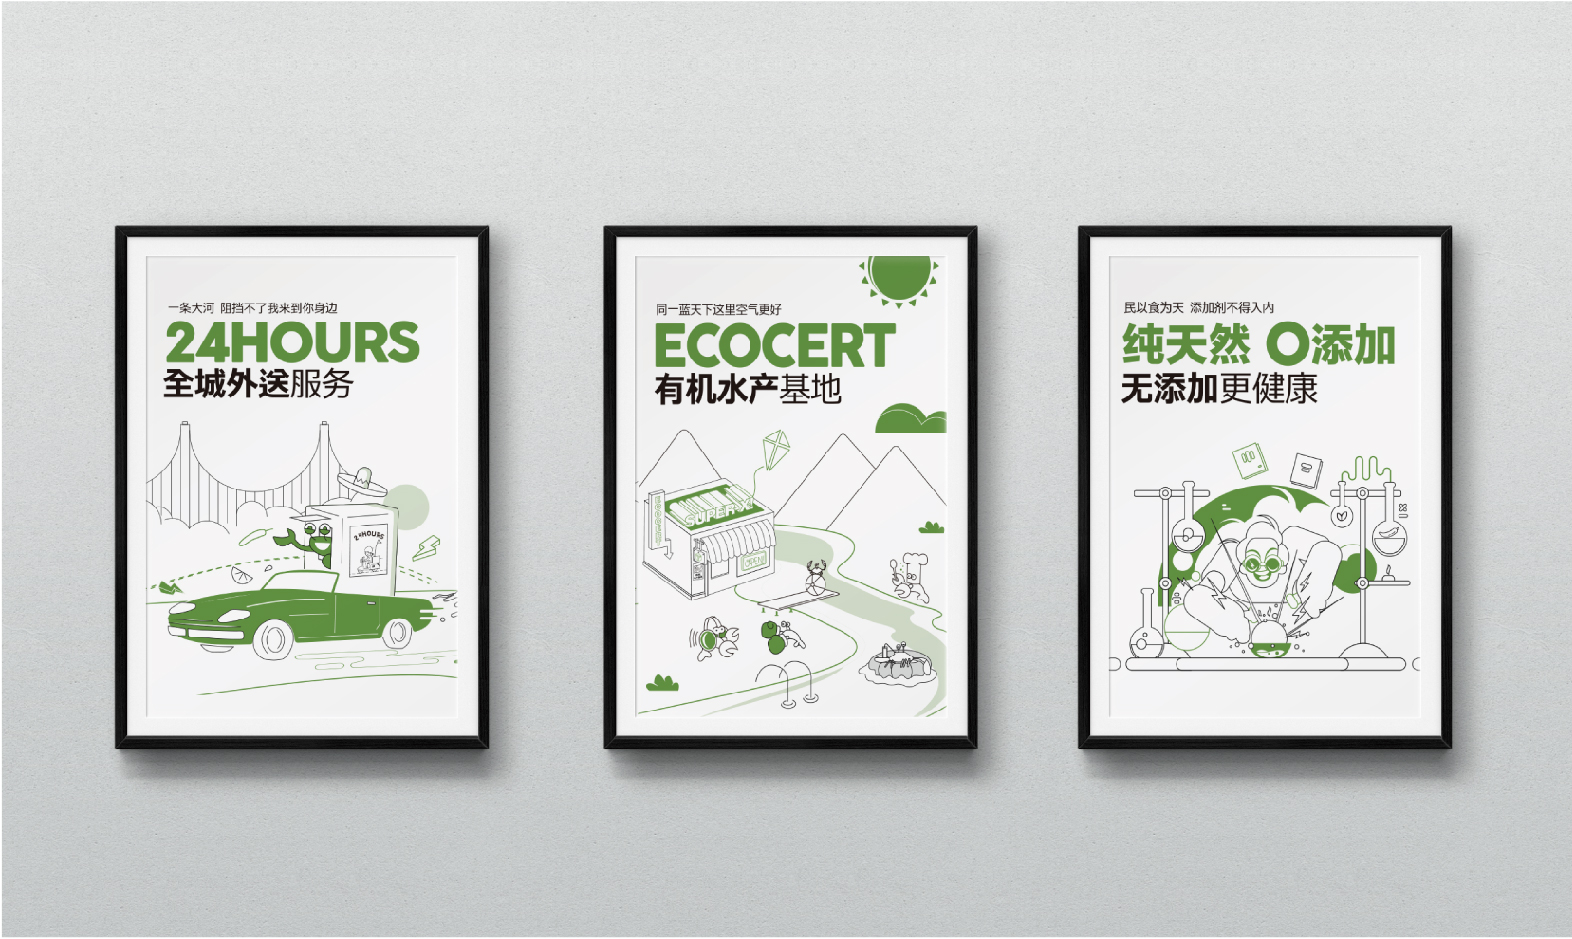 一条大河 阻挡不了我来到你身边
24HOURS
全城外送服务
24HOURS
同一蓝天下这里空气更好
ECOCERT
有机水产基地
SUPER X
OPEN
民以食为天 添加剂不得入内
纯天然 0添加
无添加更健康